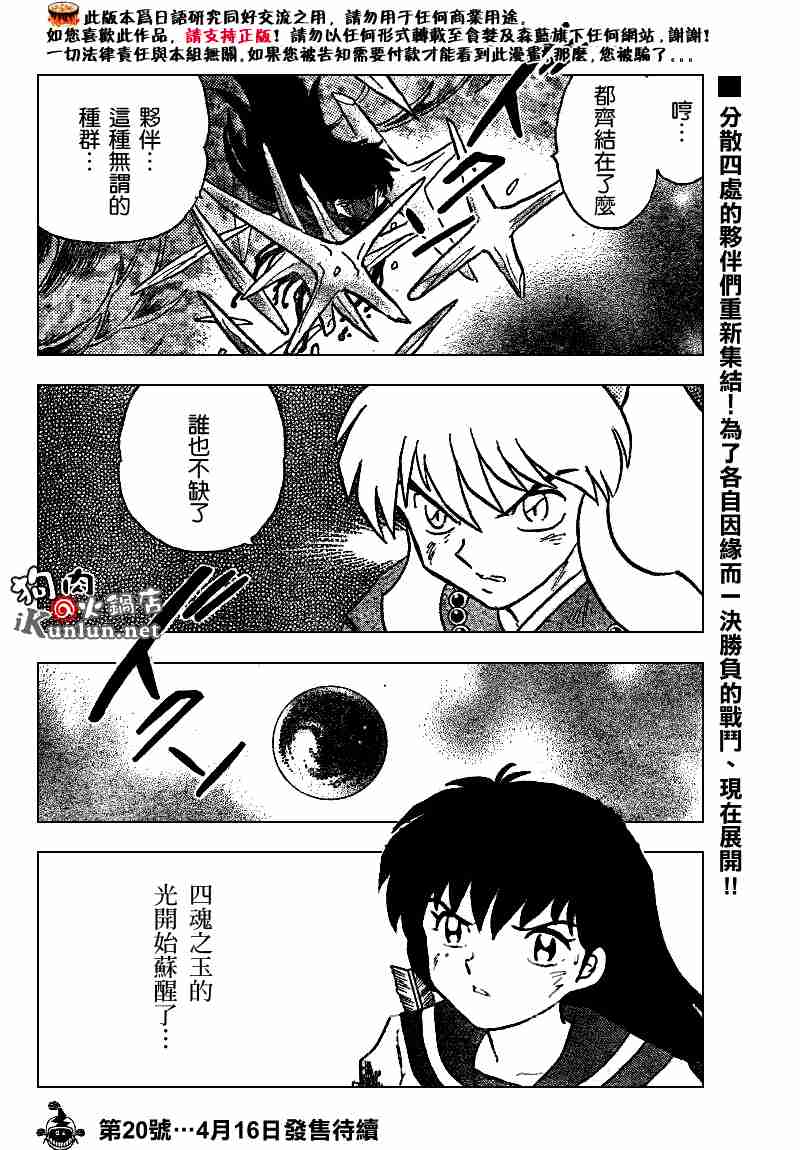 此版本爲日語研究同好交流之用，請勿用于任何商業用途。
如您喜歡此作品，請支持正版！請勿以任何形式轉載至貪婪及森藍旗下任何網站，謝謝！
一切法律責任與本組無關，如果您被告知需要付款才能看到此漫畫，那麼，您被騙了...
■分散四處的夥伴們重新集結！為了各自因緣而一決勝負的戰鬥、現在展開!!
哼…
都齊結在了麼
夥伴…
這種無謂的
種群…
誰也不缺了
狗肉
火鍋店
iKunlun.net
四魂之玉的
光開始蘇醒了…
第20號…4月16日發售待續